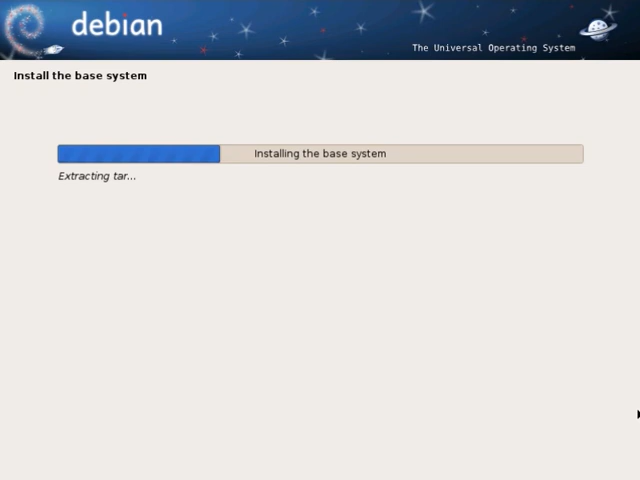 debian
The Universal Operating System
Install the base system
Installing the base system
Extracting tar...